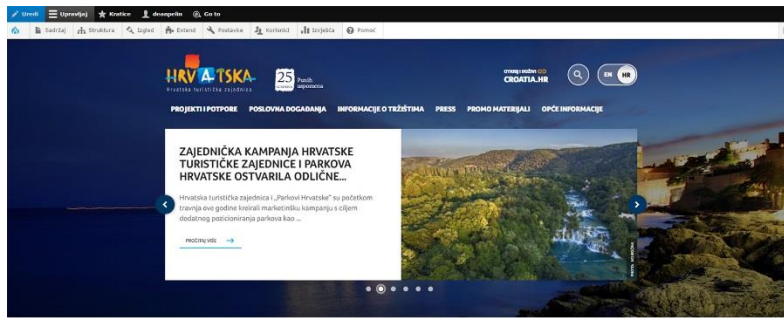 Uredi Upravljaj Kratice deanpelin Go to
Sadržaj Struktura Izgled Extend Postavke Korisnici Izvješća Pomoć
HRVATSKA
Hrvatska turistička zajednica
25 Punih
uspomena
CROATIA.HR
EN HR
PROJEKTI I POTPORE POSLOVNA DOGAĐANJA INFORMACIJE O TRŽIŠTIMA PRESS PROMO MATERIJALI OPĆE INFORMACIJE
ZAJEDNIČKA KAMPANJA HRVATSKE
TURISTIČKE ZAJEDNICE I PARKOVA
HRVATSKE OSTVARILA ODLIČNE...
Hrvatska turistička zajednica i „Parkovi Hrvatske" su početkom
travnja ove godine kreirali marketinšku kampanju s ciljem
dodatnog pozicioniranja parkova kao ...
PROČITAJ VIŠE